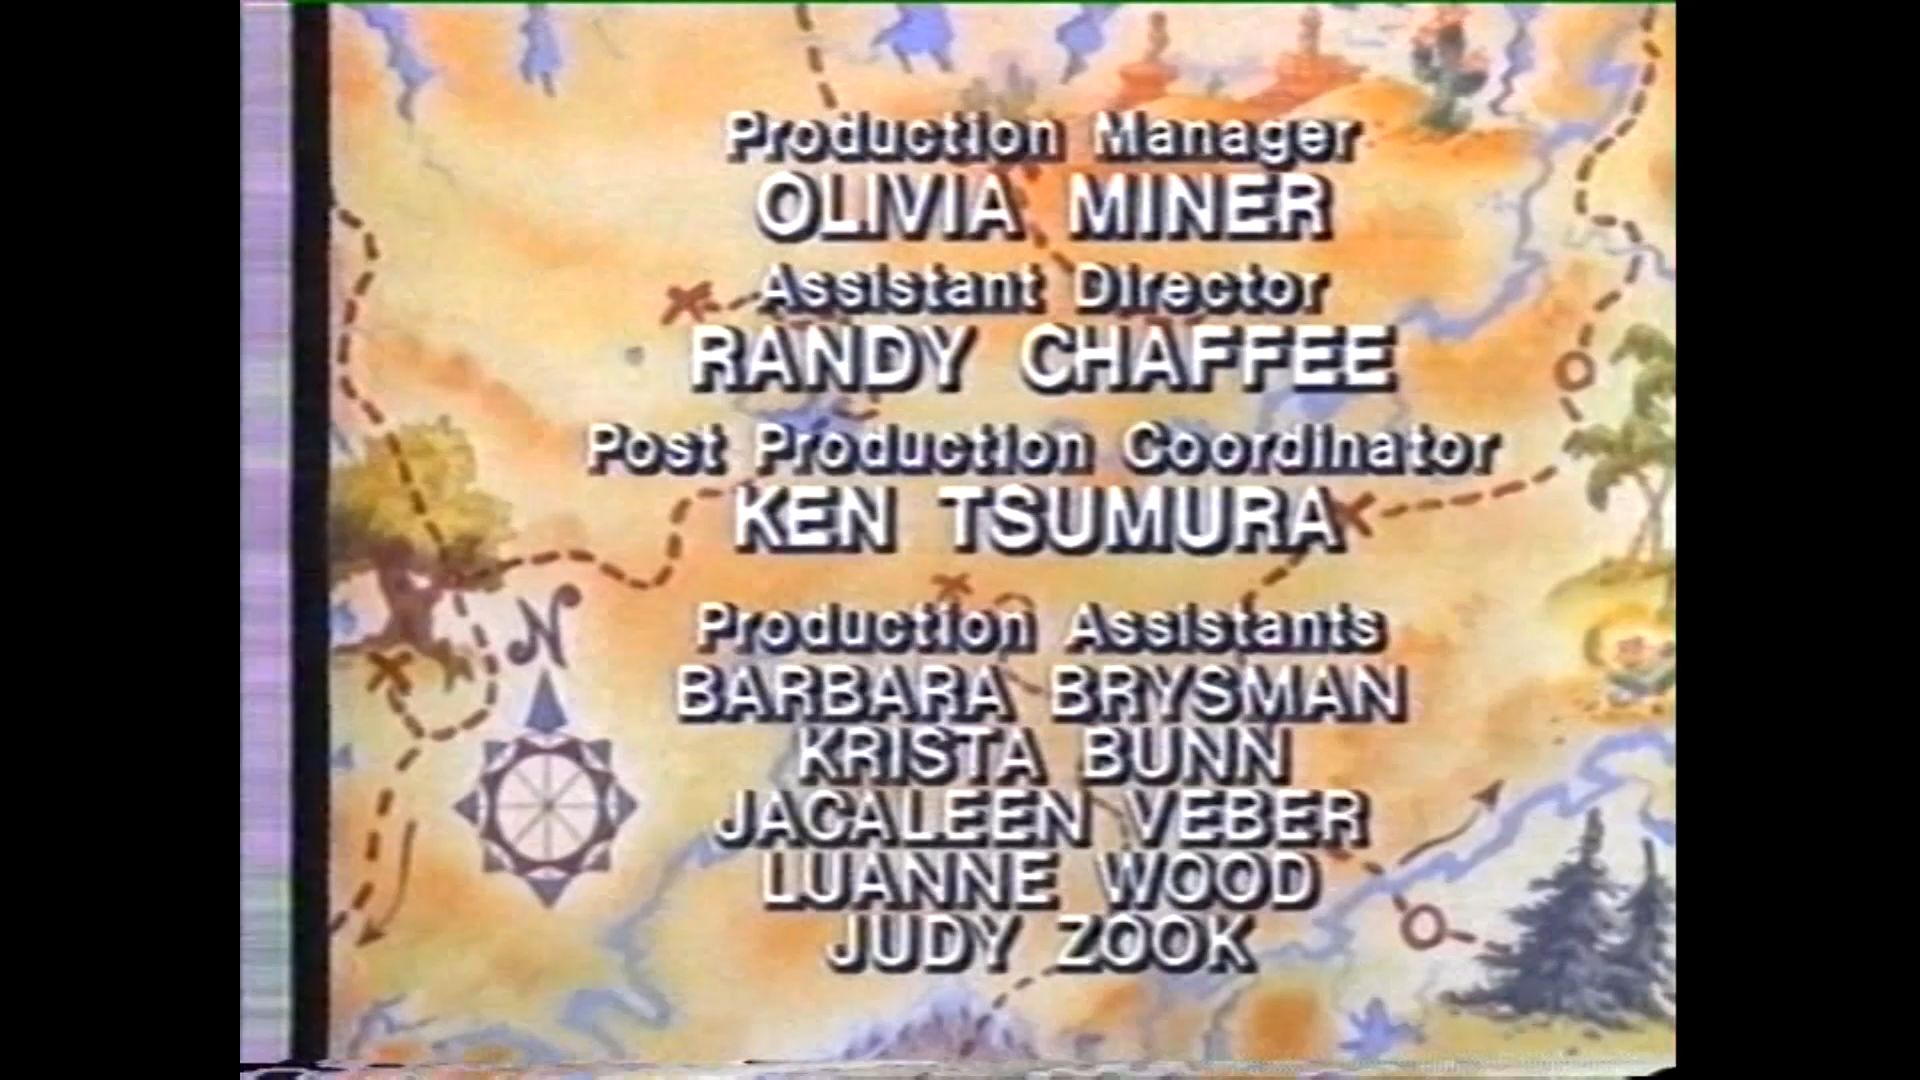 Production Manager
OLIVIA MINER
Assistant Director
RANDY CHAFFEE
Post Production Coordinator
KEN TSUMURA
Production Assistants
BARBARA BRYSMAN
KRISTA BUNN
JACALEEN VEBER
LUANNE WOOD
JUDY ZOOK
N